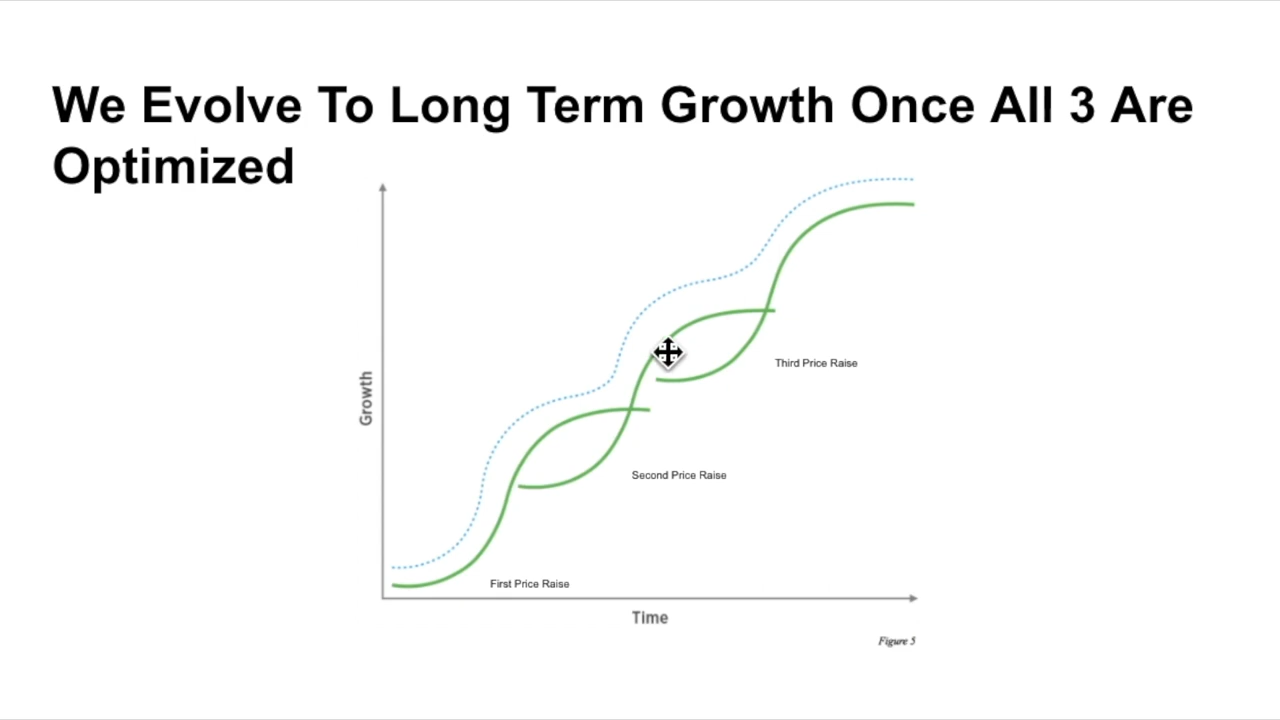 We Evolve To Long Term Growth Once All 3 Are
Optimized
Growth
Third Price Raise
Second Price Raise
First Price Raise
Time
Figure 5